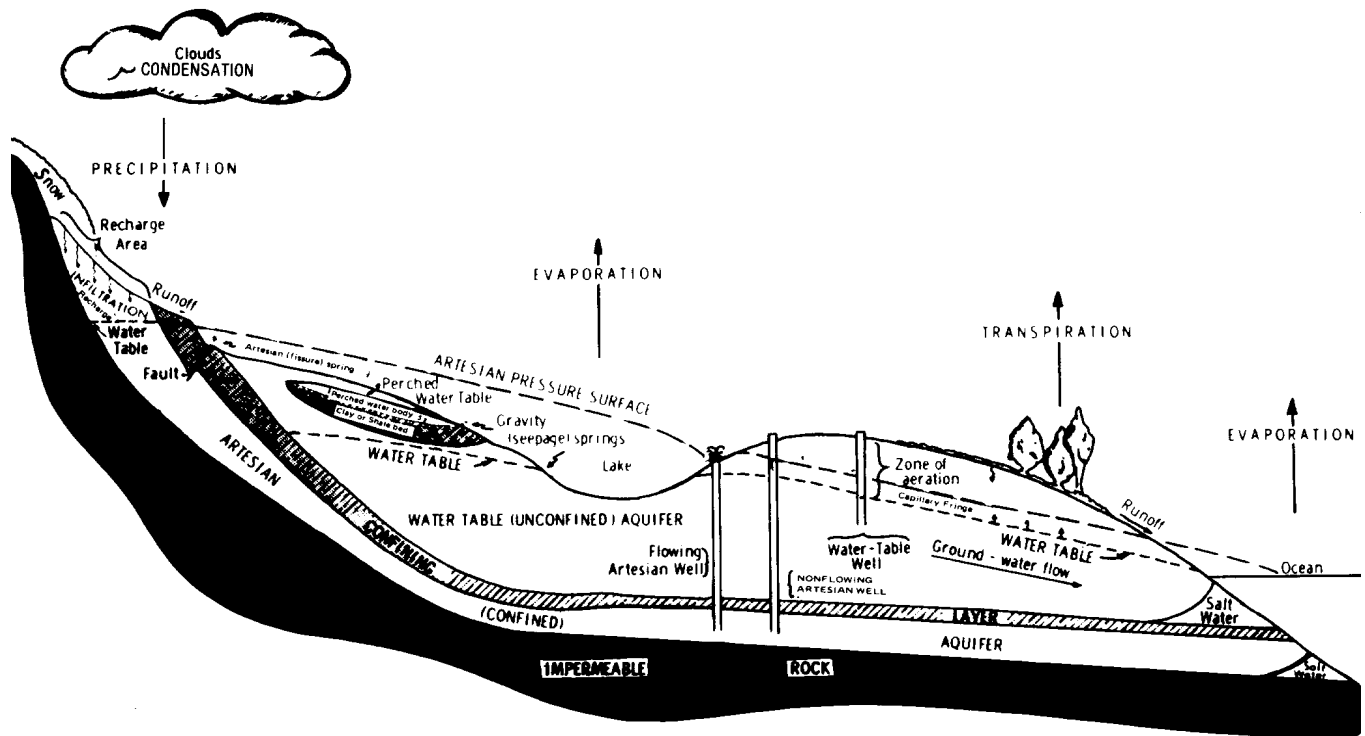 Clouds
CONDENSATION
PRECIPITATION
Snow
Recharge
Area
INFILTRATION
Recharge
Runoff
Water
Table
Fault
EVAPORATION
TRANSPIRATION
EVAPORATION
ARTESIAN PRESSURE SURFACE
Artesian (fissure) spring
Perched
Water Table
Perched water body
Clay or Shale bed
Gravity
(seepage) springs
WATER TABLE
Lake
Zone of
aeration
Capillary Fringe
Runoff
WATER TABLE
Ocean
WATER TABLE (UNCONFINED) AQUIFER
Flowing
Artesian Well
Water-Table
Well
NONFLOWING
ARTESIAN WELL
Ground-water flow
ARTESIAN
CONFINING
LAYER
(CONFINED)
AQUIFER
Salt
Water
Salt
Water
IMPERMEABLE ROCK